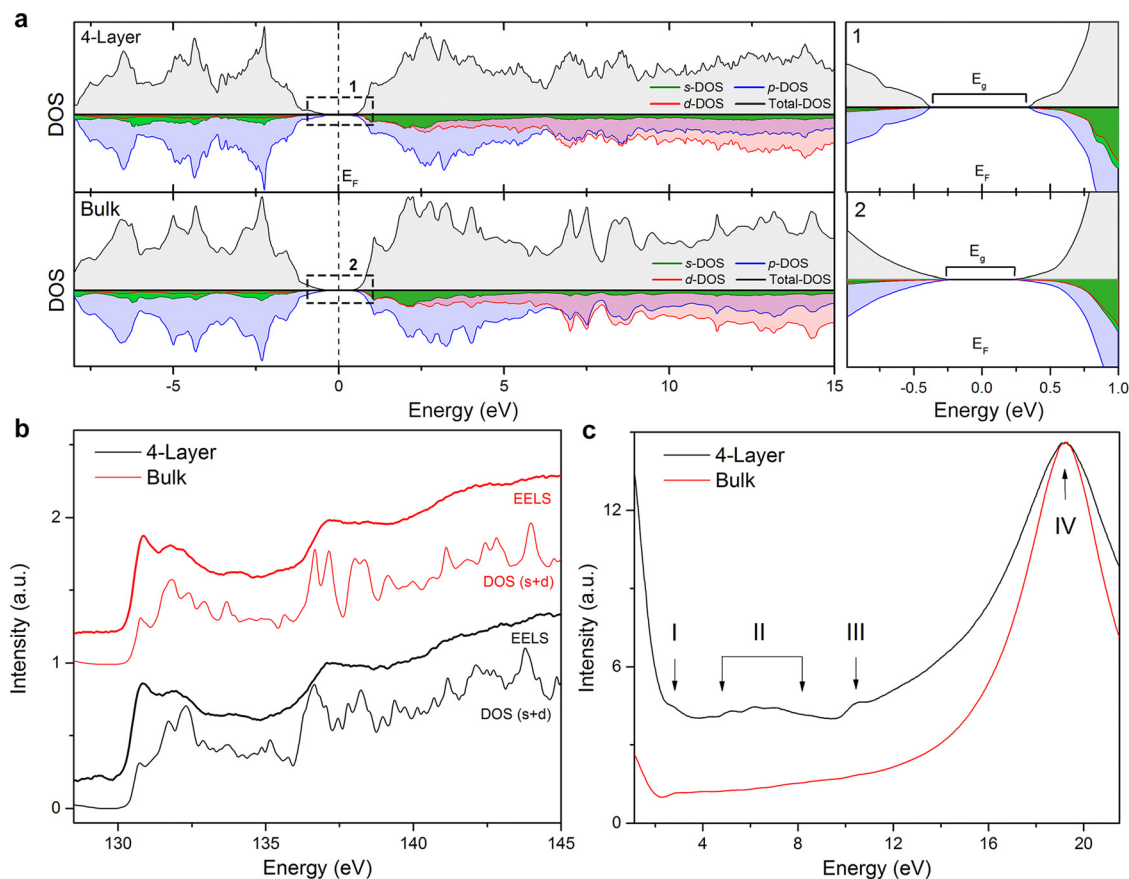 a
4-Layer
1
s-DOS p-DOS
d-DOS Total-DOS
DOS
E_F
Bulk
2
s-DOS p-DOS
d-DOS Total-DOS
DOS
-5 0 5 10 15
Energy (eV)
1
E_g
E_F
2
E_g
E_F
-0.5 0.0 0.5 1.0
Energy (eV)
b
4-Layer
Bulk
EELS
DOS (s+d)
EELS
DOS (s+d)
2
1
0
Intensity (a.u.)
130 135 140 145
Energy (eV)
c
4-Layer
Bulk
I
II
III
IV
12
6
0
Intensity (a.u.)
4 8 12 16 20
Energy (eV)